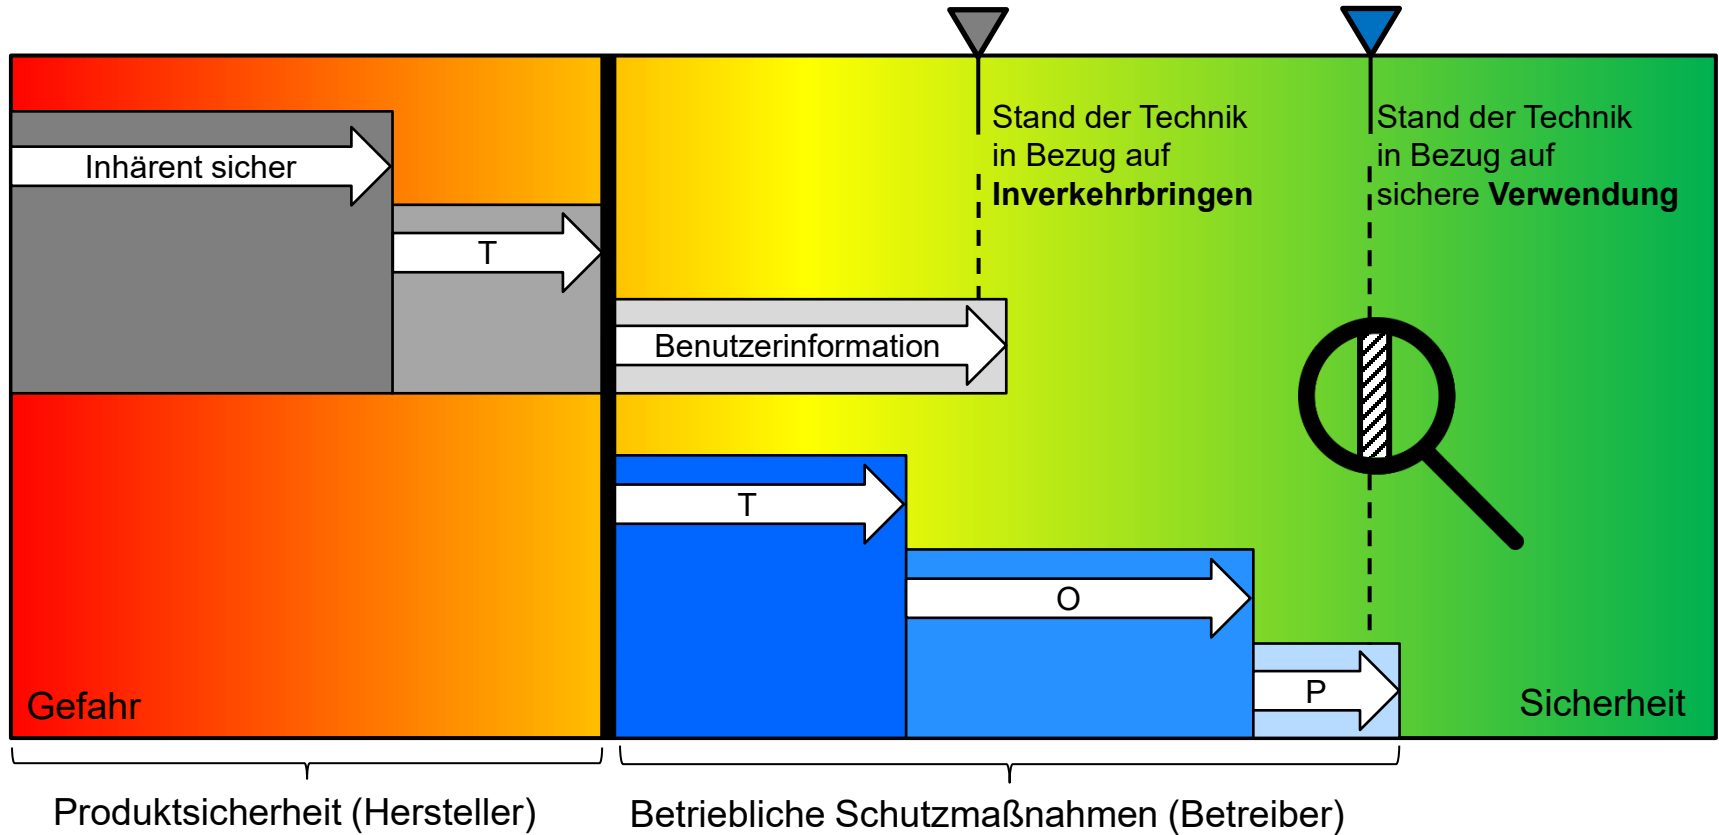 Stand der Technik
in Bezug auf
Inverkehrbringen
Stand der Technik
in Bezug auf
sichere Verwendung
Inhärent sicher
T
Benutzerinformation
T
O
P
Gefahr
Sicherheit
Produktsicherheit (Hersteller)
Betriebliche Schutzmaßnahmen (Betreiber)